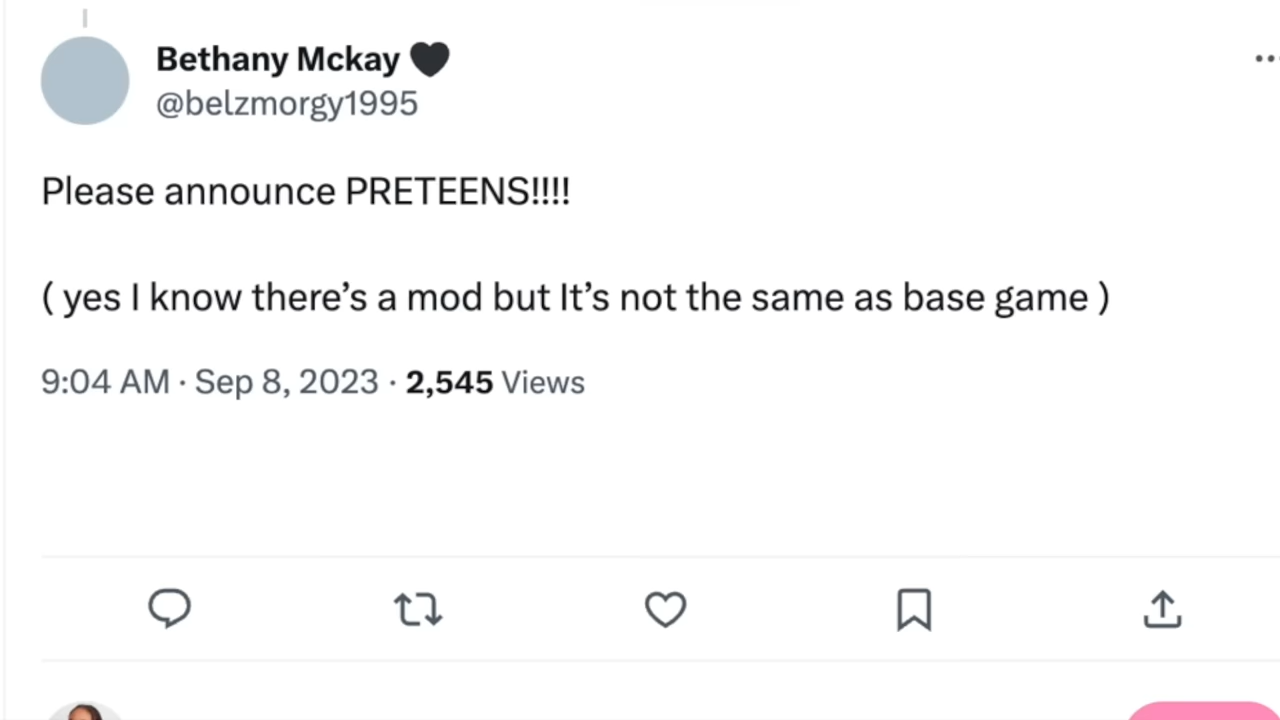 Bethany Mckay 🖤
@belzmorgy1995
Please announce PRETEENS!!!!
( yes I know there’s a mod but It’s not the same as base game )
9:04 AM · Sep 8, 2023 · 2,545 Views